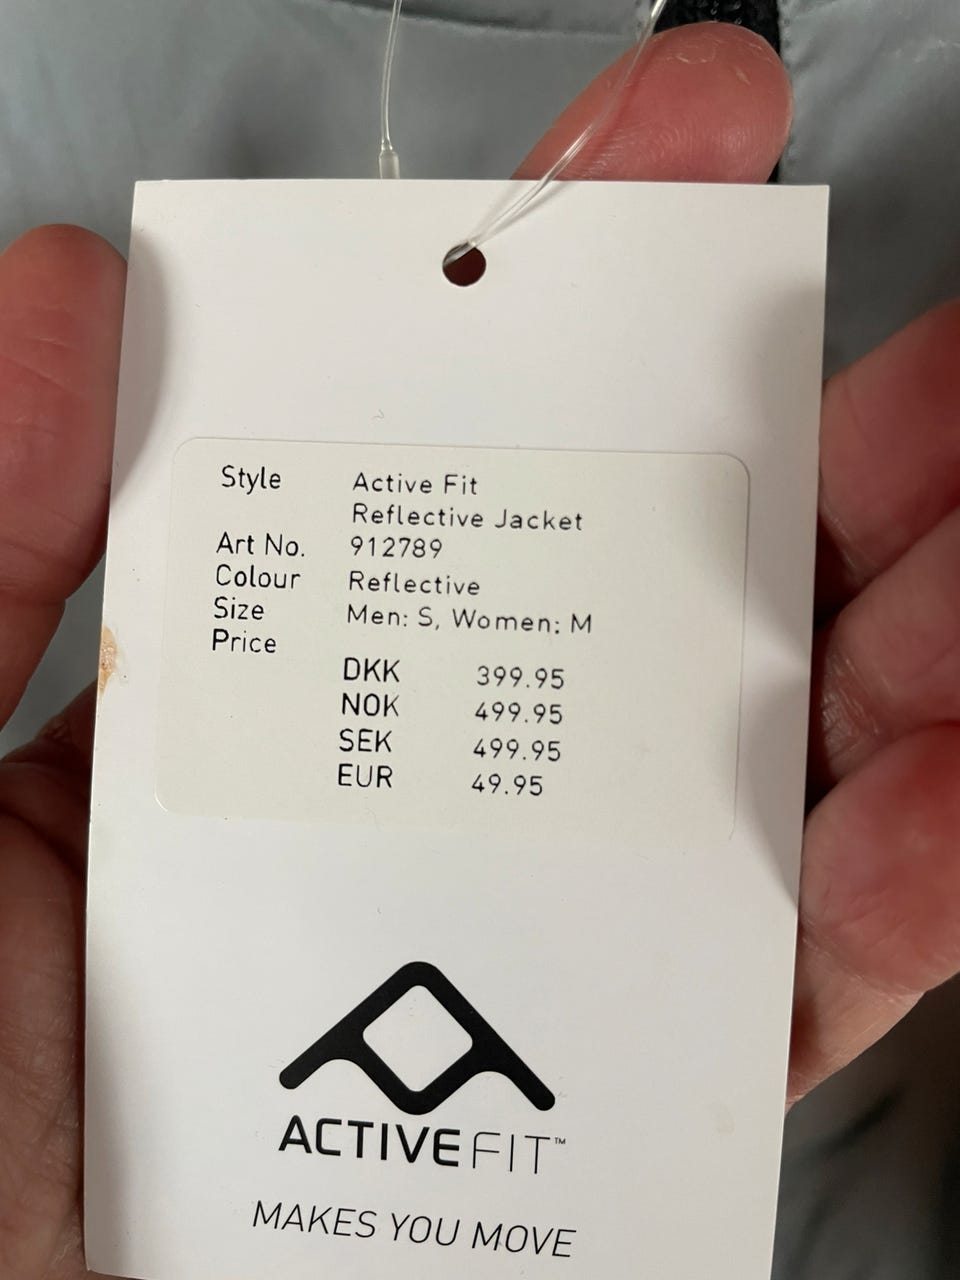 Style Active Fit
Reflective Jacket
Art No. 912789
Colour Reflective
Size Men: S, Women: M
Price
DKK 399.95
NOK 499.95
SEK 499.95
EUR 49.95
ACTIVEFIT™
MAKES YOU MOVE